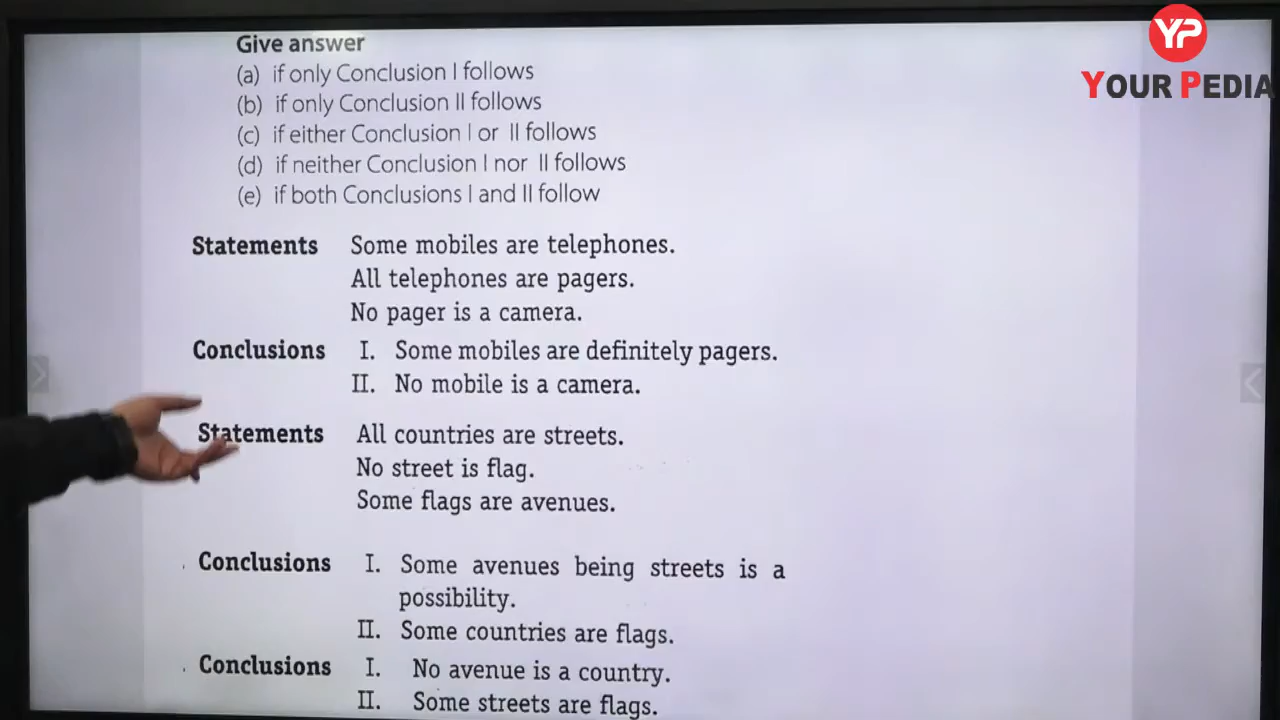 YP
YOUR PEDIA
Give answer
(a) if only Conclusion I follows
(b) if only Conclusion II follows
(c) if either Conclusion I or II follows
(d) if neither Conclusion I nor II follows
(e) if both Conclusions I and II follow
Statements Some mobiles are telephones.
All telephones are pagers.
No pager is a camera.
Conclusions I. Some mobiles are definitely pagers.
II. No mobile is a camera.
Statements All countries are streets.
No street is flag.
Some flags are avenues.
Conclusions I. Some avenues being streets is a
possibility.
II. Some countries are flags.
Conclusions I. No avenue is a country.
II. Some streets are flags.